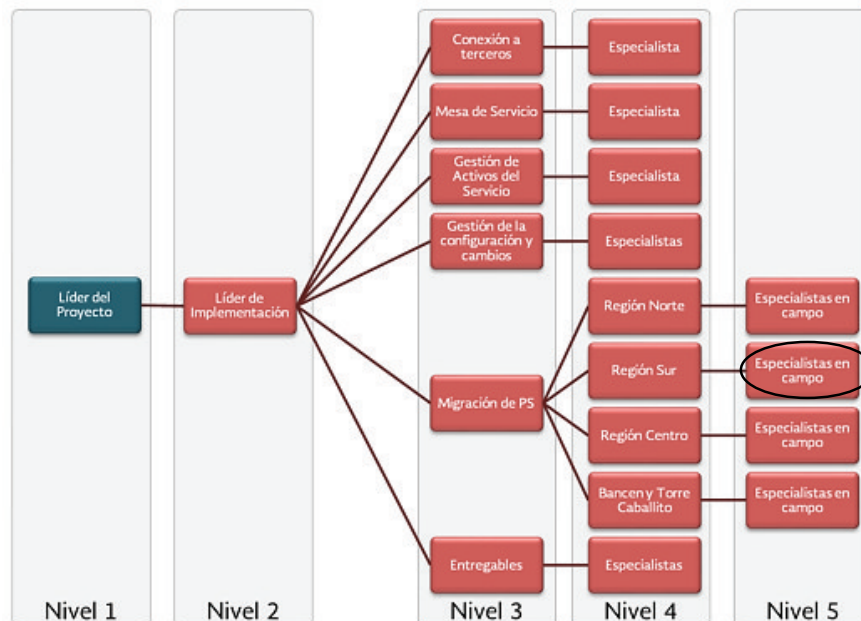 Conexión a
terceros
Especialista
Mesa de Servicio
Especialista
Gestión de
Activos del
Servicio
Especialista
Gestión de la
configuración y
cambios
Especialistas
Líder del
Proyecto
Líder de
Implementación
Región Norte
Especialistas en
campo
Migración de PS
Región Sur
Especialistas en
campo
Región Centro
Especialistas en
campo
Bancen y Torre
Caballito
Especialistas en
campo
Entregables
Especialistas
Nivel 1
Nivel 2
Nivel 3
Nivel 4
Nivel 5